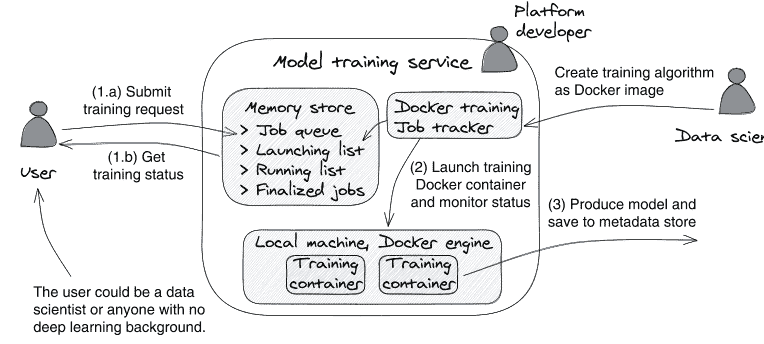 Platform
developer
Model training service
Create training algorithm
as Docker image
(1.a) Submit
training request
Memory store
> Job queue
> Launching list
> Running list
> Finalized jobs
Docker training
Job tracker
Data scien
(1.b) Get
training status
User
(2) Launch training
Docker container
and monitor status
(3) Produce model and
save to metadata store
Local machine, Docker engine
Training
container
Training
container
The user could be a data
scientist or anyone with no
deep learning background.